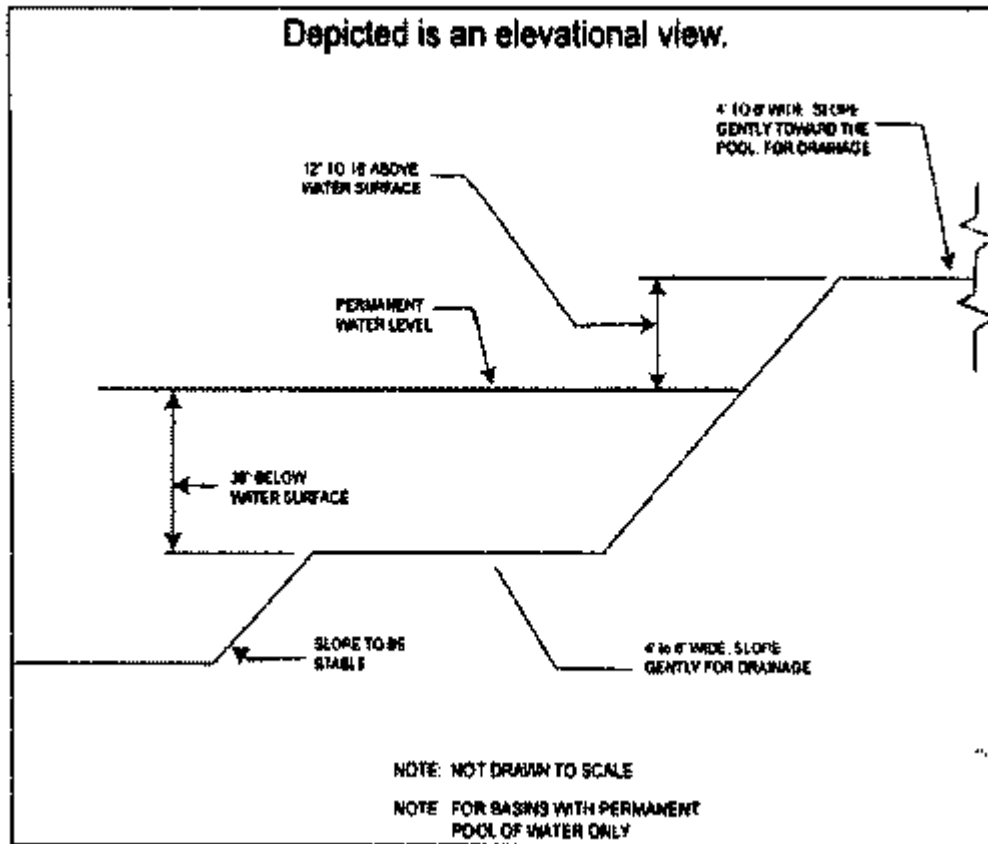 Depicted is an elevational view.
4' TO 6' WIDE, SLOPE
GENTLY TOWARD THE
POOL, FOR DRAINAGE
12" TO 18" ABOVE
WATER SURFACE
PERMANENT
WATER LEVEL
BELOW
WATER SURFACE
SLOPE TO BE
STABLE
4' to 6' WIDE, SLOPE
GENTLY FOR DRAINAGE
NOTE: NOT DRAWN TO SCALE
NOTE FOR BASINS WITH PERMANENT
POOL OF WATER ONLY